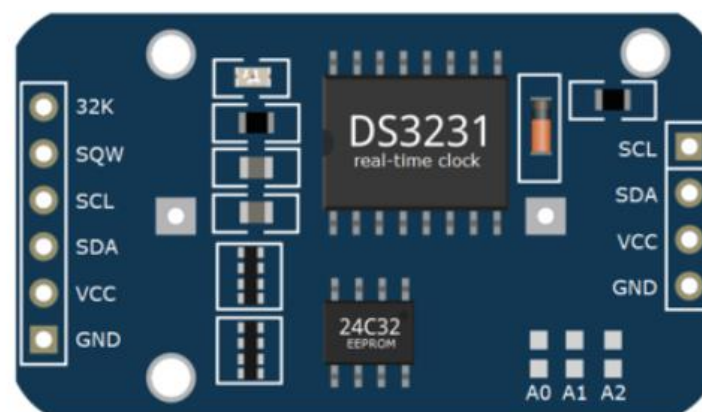 32K
SQW
SCL
SDA
VCC
GND
DS3231
real-time clock
24C32
EEPROM
SCL
SDA
VCC
GND
A0 A1 A2